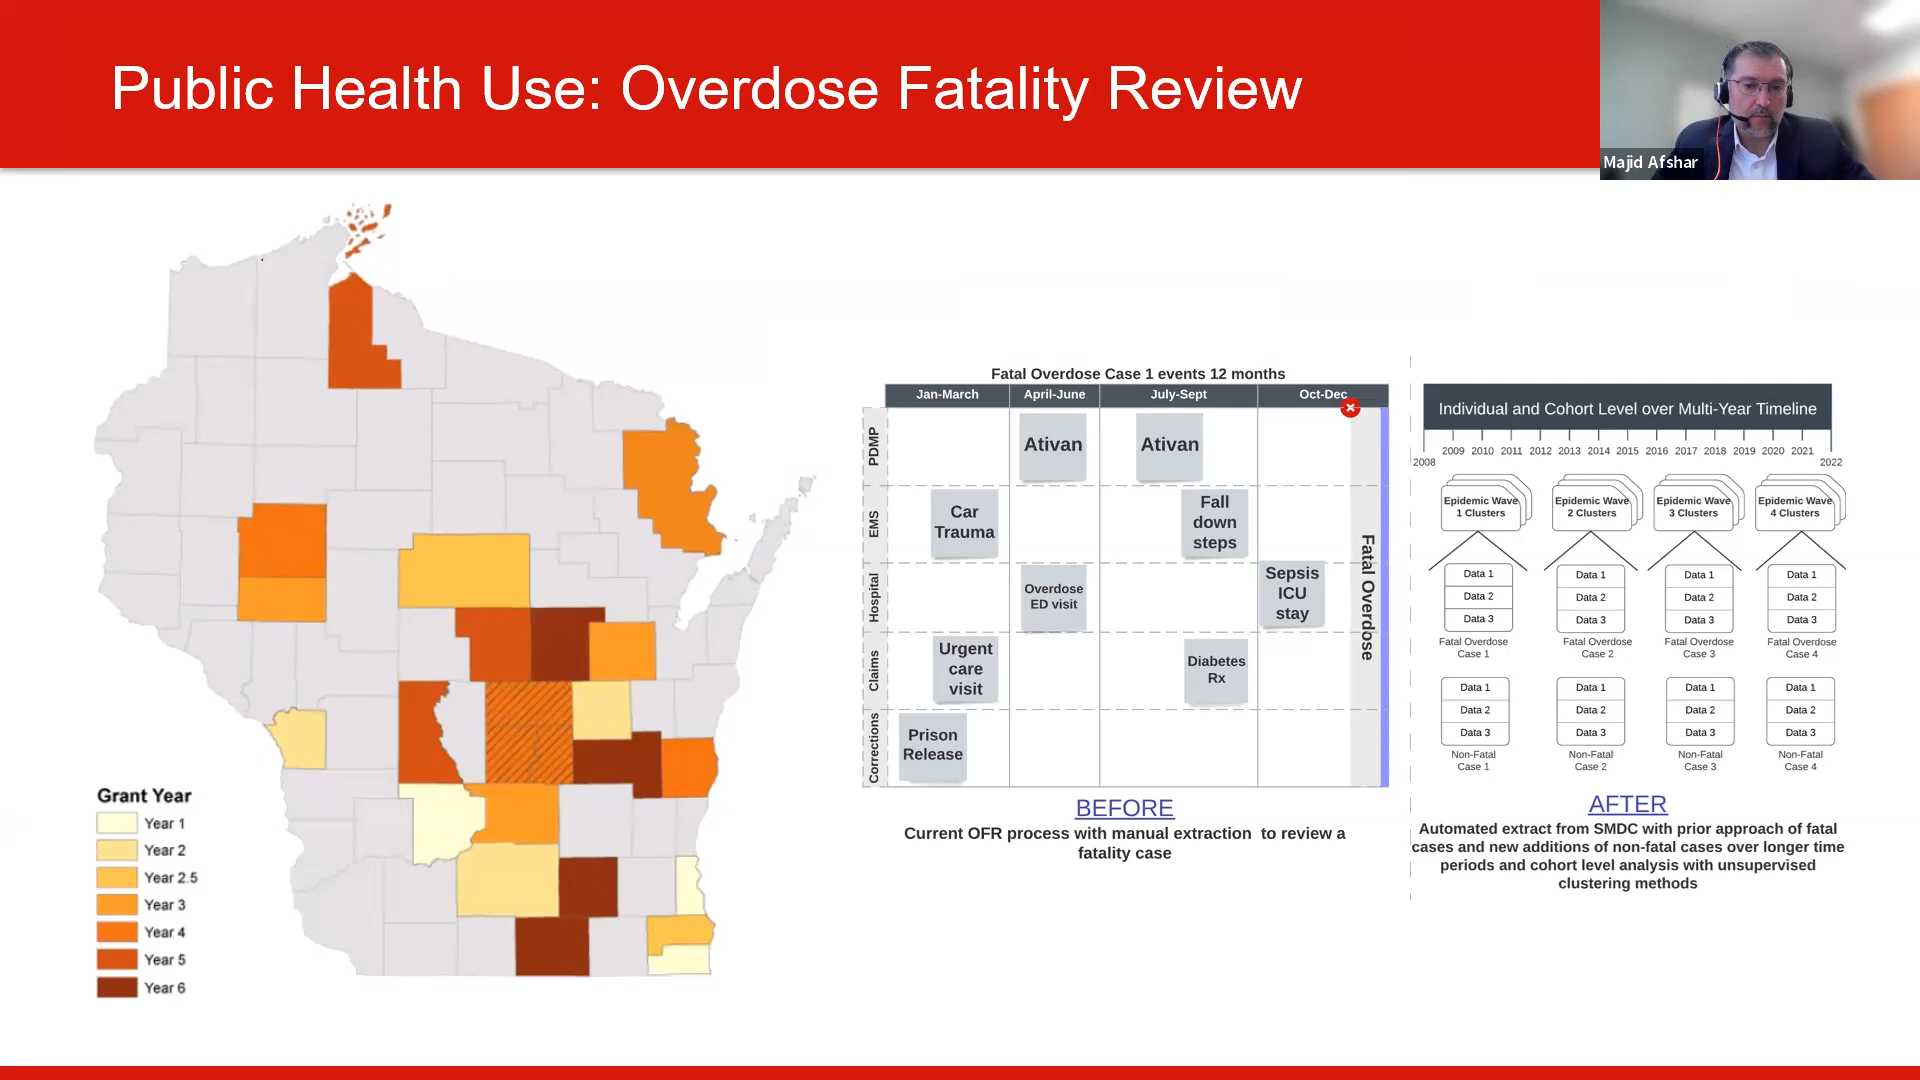 Public Health Use: Overdose Fatality Review
Majid Afshar
Grant Year
Year 1
Year 2
Year 2.5
Year 3
Year 4
Year 5
Year 6
Fatal Overdose Case 1 events 12 months
Jan-March April-June July-Sept Oct-Dec
PDMP
Ativan
Ativan
EMS
Car
Trauma
Fall
down
steps
Hospital
Overdose
ED visit
Sepsis
ICU
stay
Claims
Urgent
care
visit
Diabetes
Rx
Corrections
Prison
Release
Fatal Overdose
BEFORE
Current OFR process with manual extraction to review a
fatality case
Individual and Cohort Level over Multi-Year Timeline
2008 2009 2010 2011 2012 2013 2014 2015 2016 2017 2018 2019 2020 2021 2022
Epidemic Wave
1 Clusters
Epidemic Wave
2 Clusters
Epidemic Wave
3 Clusters
Epidemic Wave
4 Clusters
Data 1 Data 1 Data 1 Data 1
Data 2 Data 2 Data 2 Data 2
Data 3 Data 3 Data 3 Data 3
Fatal Overdose
Case 1
Fatal Overdose
Case 2
Fatal Overdose
Case 3
Fatal Overdose
Case 4
Data 1 Data 1 Data 1 Data 1
Data 2 Data 2 Data 2 Data 2
Data 3 Data 3 Data 3 Data 3
Non-Fatal
Case 1
Non-Fatal
Case 2
Non-Fatal
Case 3
Non-Fatal
Case 4
AFTER
Automated extract from SMDC with prior approach of fatal
cases and new additions of non-fatal cases over longer time
periods and cohort level analysis with unsupervised
clustering methods